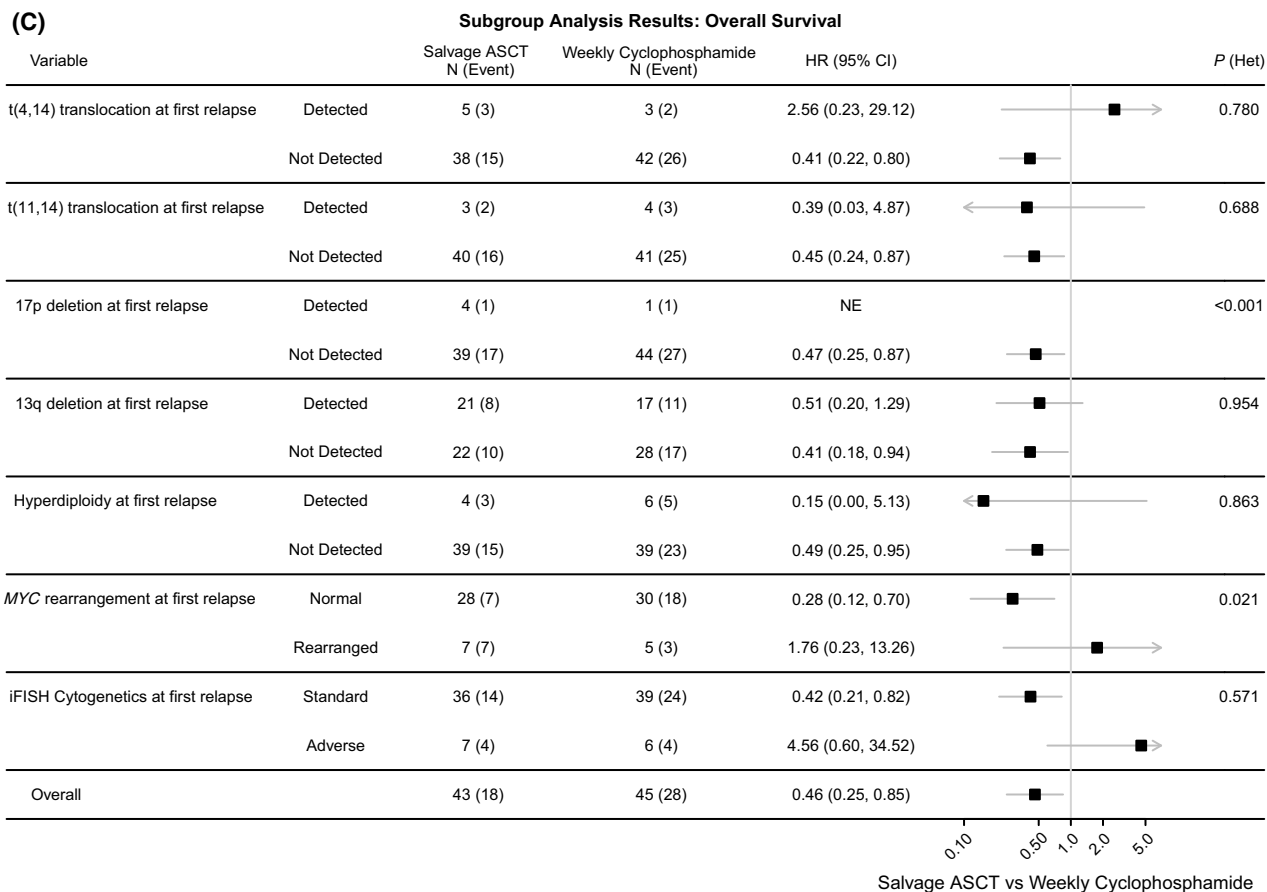 (C)
Subgroup Analysis Results: Overall Survival
Variable Salvage ASCT N (Event) Weekly Cyclophosphamide N (Event) HR (95% CI) P (Het)
t(4,14) translocation at first relapse Detected 5 (3) 3 (2) 2.56 (0.23, 29.12) 0.780
Not Detected 38 (15) 42 (26) 0.41 (0.22, 0.80)
t(11,14) translocation at first relapse Detected 3 (2) 4 (3) 0.39 (0.03, 4.87) 0.688
Not Detected 40 (16) 41 (25) 0.45 (0.24, 0.87)
17p deletion at first relapse Detected 4 (1) 1 (1) NE <0.001
Not Detected 39 (17) 44 (27) 0.47 (0.25, 0.87)
13q deletion at first relapse Detected 21 (8) 17 (11) 0.51 (0.20, 1.29) 0.954
Not Detected 22 (10) 28 (17) 0.41 (0.18, 0.94)
Hyperdiploidy at first relapse Detected 4 (3) 6 (5) 0.15 (0.00, 5.13) 0.863
Not Detected 39 (15) 39 (23) 0.49 (0.25, 0.95)
MYC rearrangement at first relapse Normal 28 (7) 30 (18) 0.28 (0.12, 0.70) 0.021
Rearranged 7 (7) 5 (3) 1.76 (0.23, 13.26)
iFISH Cytogenetics at first relapse Standard 36 (14) 39 (24) 0.42 (0.21, 0.82) 0.571
Adverse 7 (4) 6 (4) 4.56 (0.60, 34.52)
Overall 43 (18) 45 (28) 0.46 (0.25, 0.85)
0.10 0.50 1.0 2.0 5.0
Salvage ASCT vs Weekly Cyclophosphamide